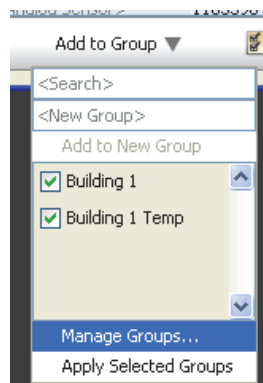 Add to Group ▼
<Search>
<New Group>
Add to New Group
Building 1
Building 1 Temp
Manage Groups...
Apply Selected Groups